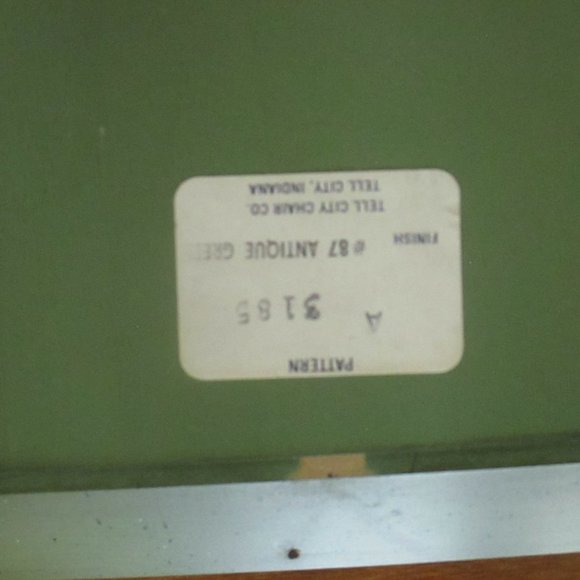 PATTERN
A 3185
FINISH #87 ANTIQUE GREE
TELL CITY CHAIR CO.
TELL CITY, INDIANA